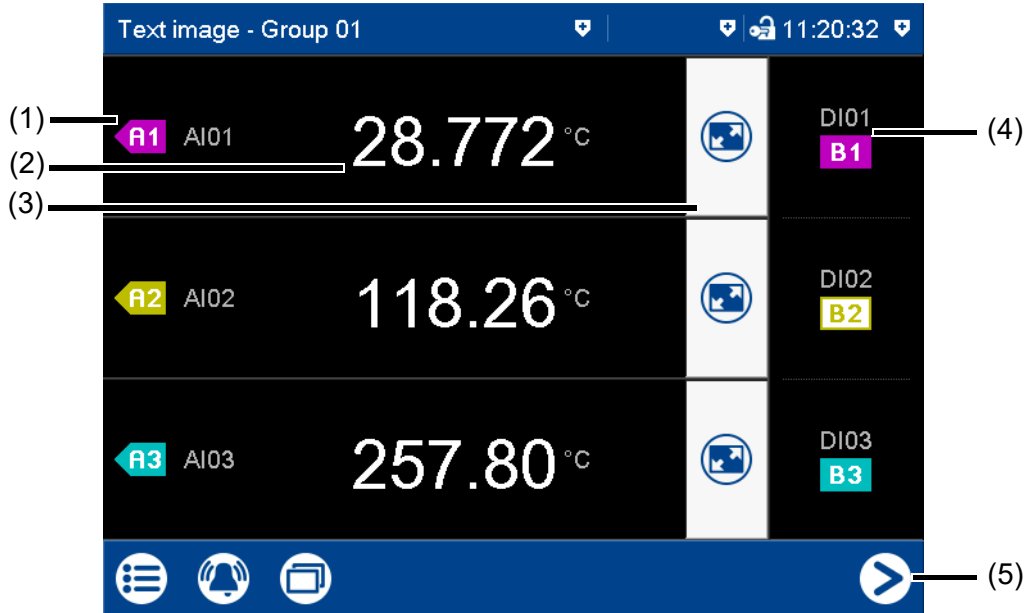 Text image - Group 01
11:20:32
(1)
A1 AI01
28.772 °C
DI01
B1
(4)
(2)
(3)
A2 AI02
118.26 °C
DI02
B2
A3 AI03
257.80 °C
DI03
B3
(5)